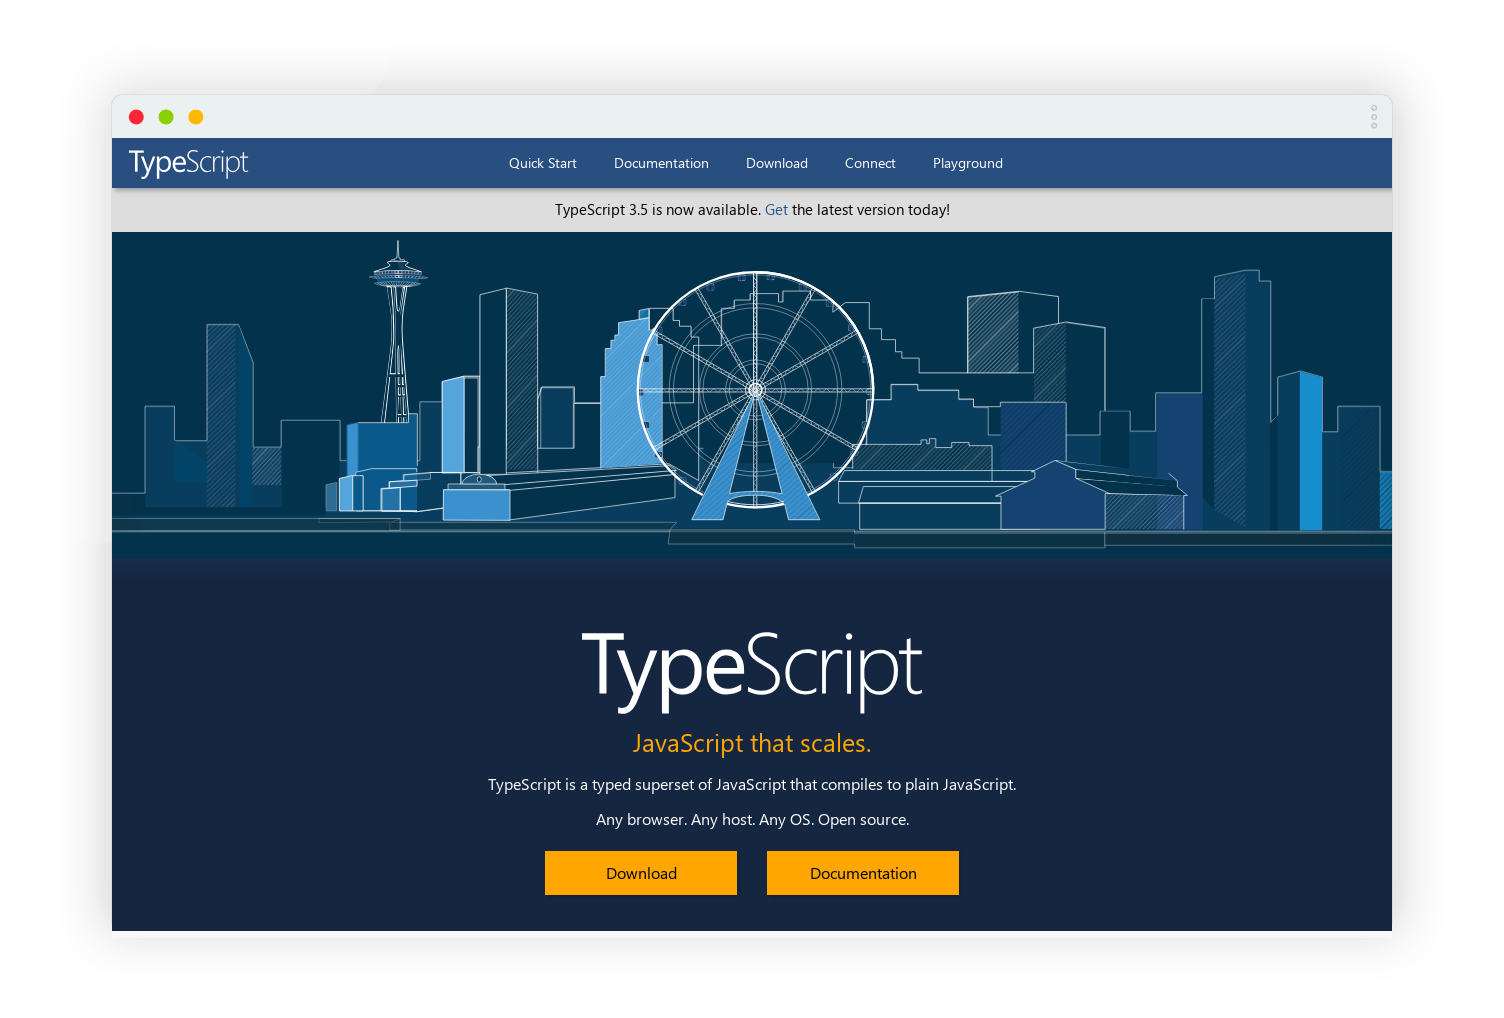 TypeScript
Quick Start Documentation Download Connect Playground
TypeScript 3.5 is now available. Get the latest version today!
TypeScript
JavaScript that scales.
TypeScript is a typed superset of JavaScript that compiles to plain JavaScript.
Any browser. Any host. Any OS. Open source.
Download Documentation